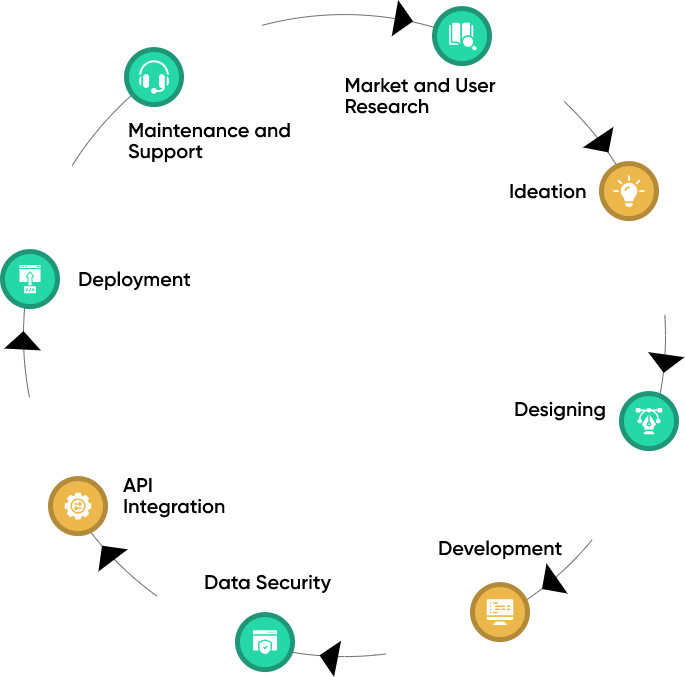 Market and User
Research
Ideation
Designing
Development
Data Security
API
Integration
Deployment
Maintenance and
Support